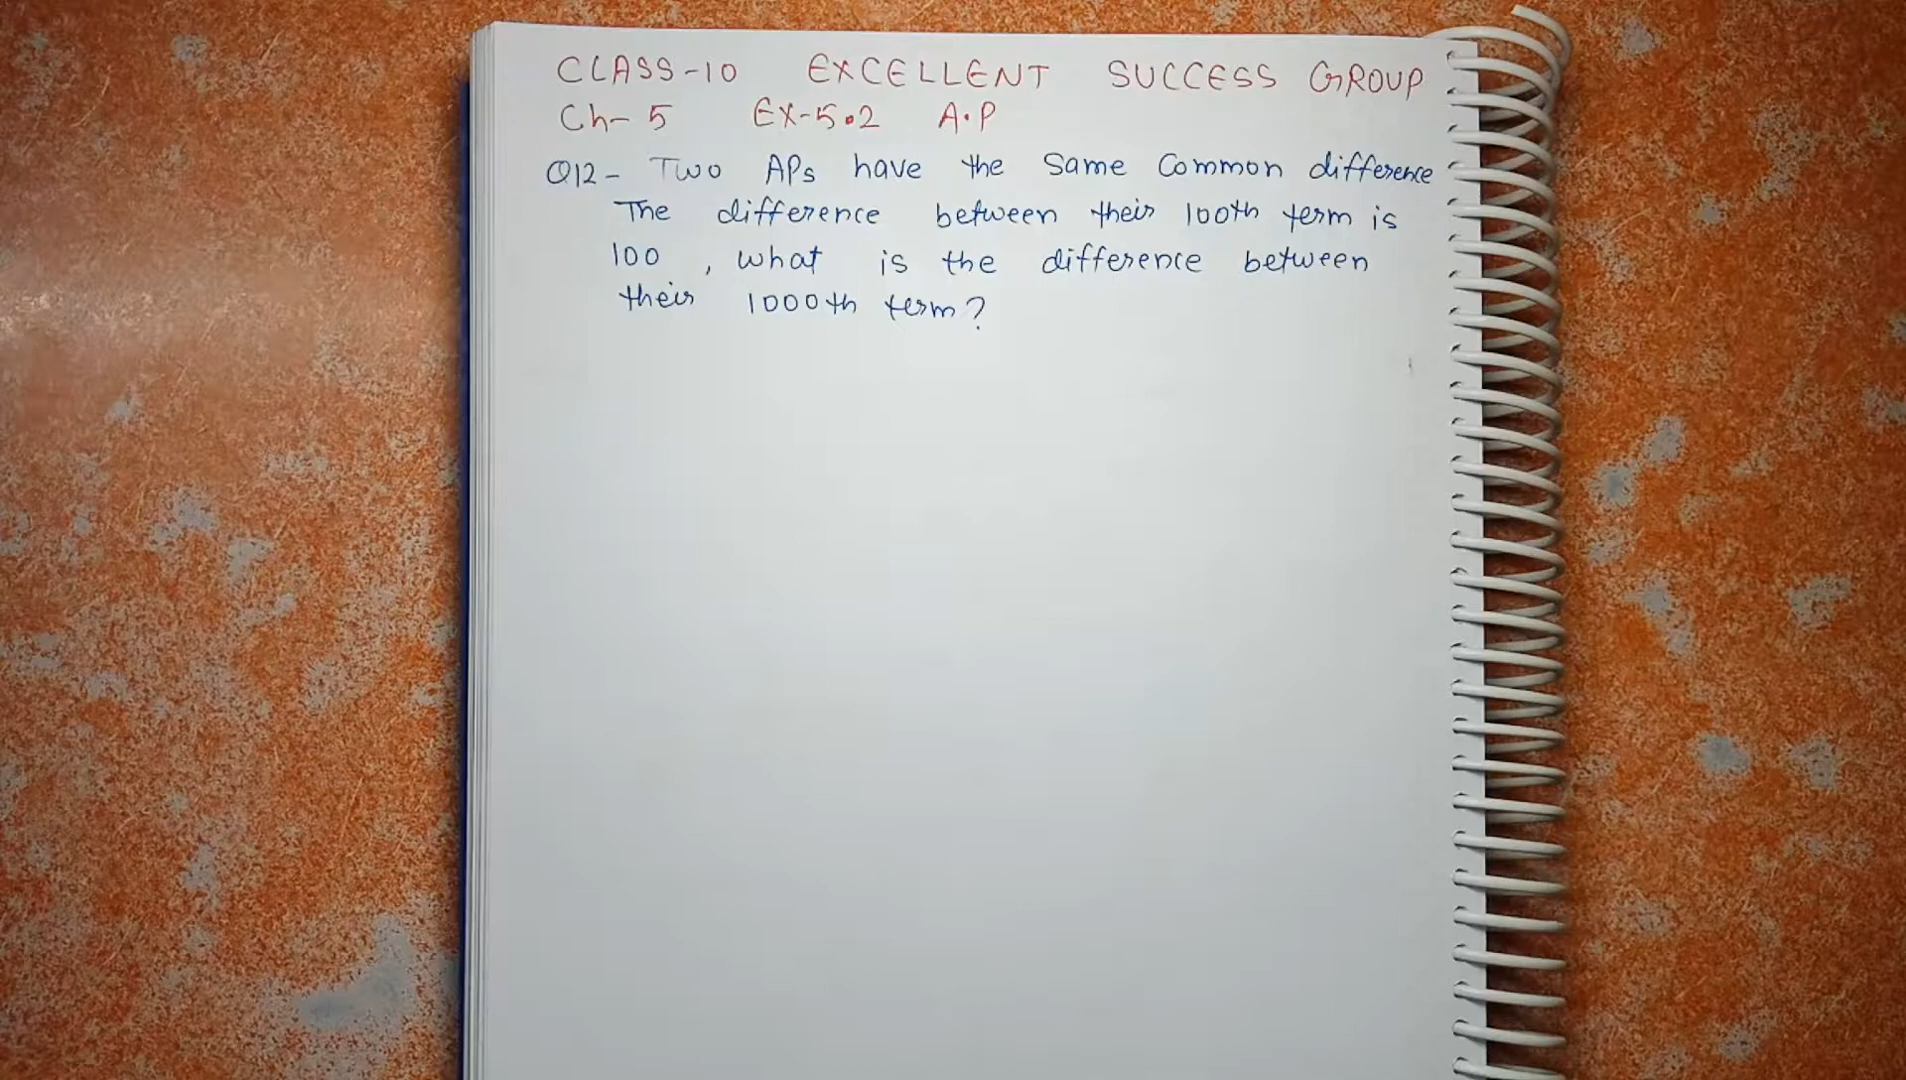 CLASS-10 EXCELLENT SUCCESS GROUP
Ch-5 EX-5.2 A.P
Q12- Two APs have the Same Common difference
The difference between their 100th term is
100 , what is the difference between
their 1000th term?